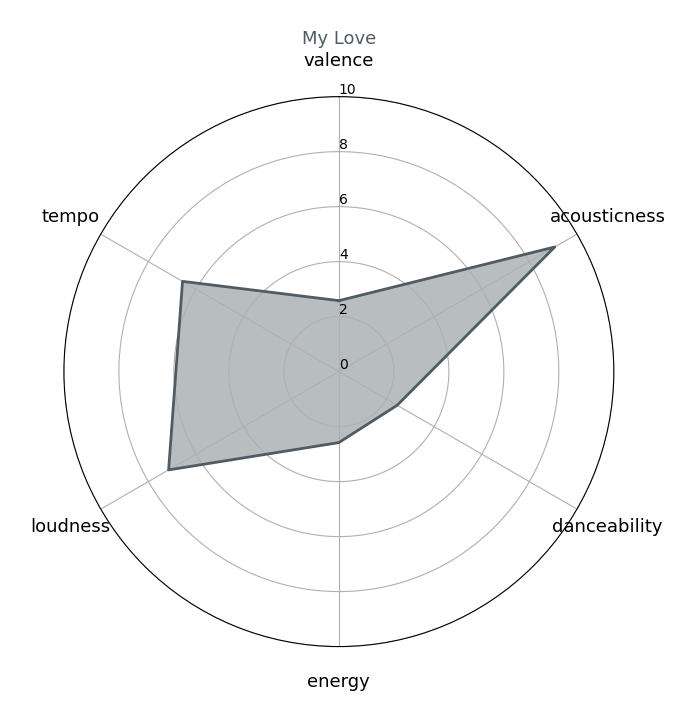 My Love
valence
10
8
tempo
6
acousticness
4
2
0
loudness
danceability
energy